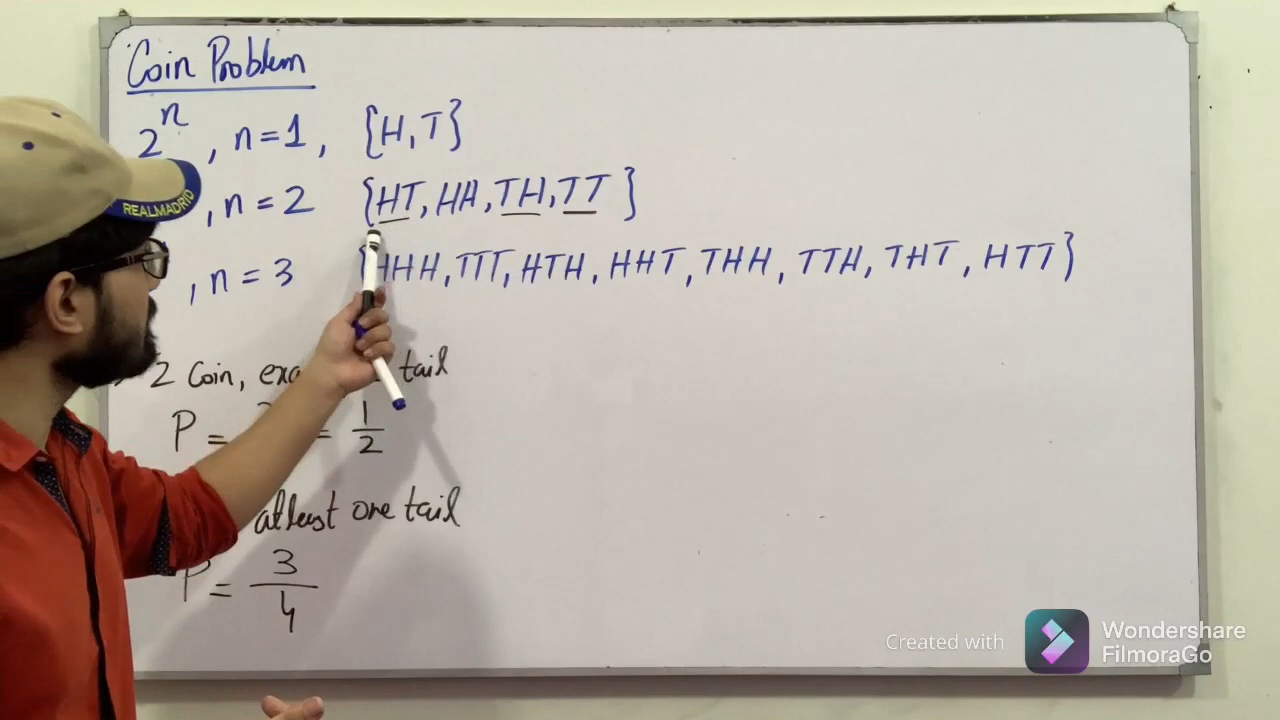 Coin Problem
2^n, n=1, {H, T}
, n = 2 {HT, HH, TH, TT}
, n = 3 {HHH, TTT, HTH, HHT, THH, TTH, THT, HTT}
2 Coin, tail
P = = 1/2
atleast one tail
P = 3/4
REALMADRID
Created with
Wondershare
FilmoraGo